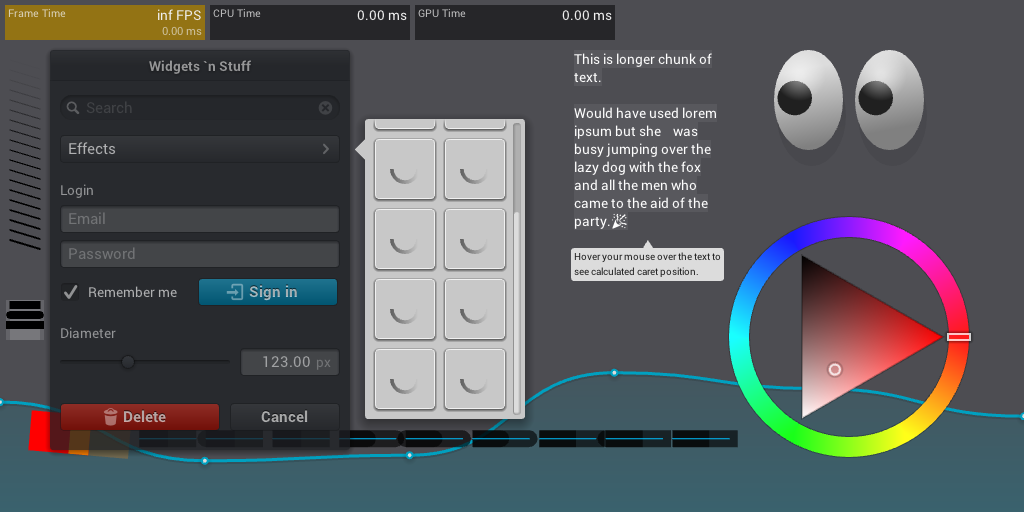 Frame Time
inf FPS
0.00 ms
CPU Time
0.00 ms
GPU Time
0.00 ms
Widgets `n Stuff
Search
Effects
Login
Email
Password
Remember me
Sign in
Diameter
123.00 px
Delete
Cancel
This is longer chunk of
text.
Would have used lorem
ipsum but she was
busy jumping over the
lazy dog with the fox
and all the men who
came to the aid of the
party.🎉
Hover your mouse over the text to
see calculated caret position.